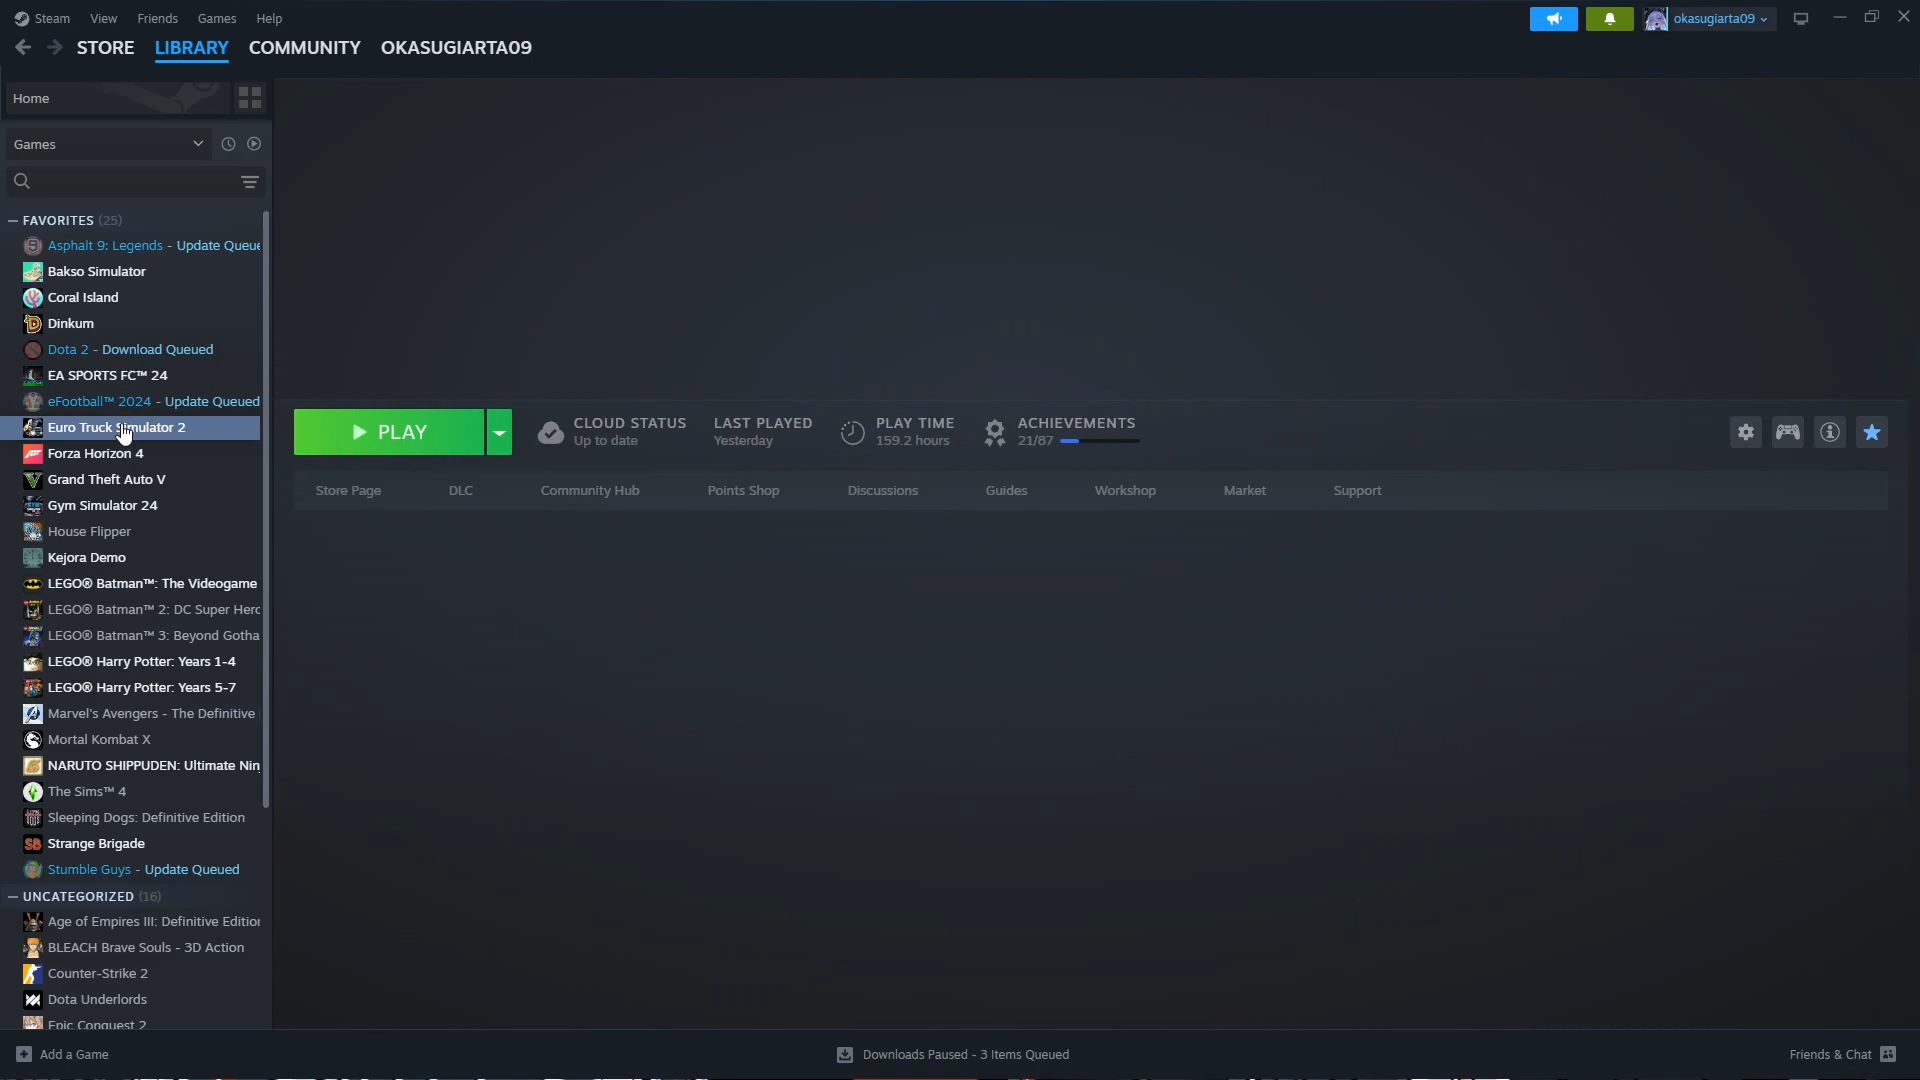 Steam View Friends Games Help okasugiarta09
STORE LIBRARY COMMUNITY OKASUGIARTA09
Home
Games
FAVORITES (25)
Asphalt 9: Legends - Update Queue
Bakso Simulator
Coral Island
Dinkum
Dota 2 - Download Queued
EA SPORTS FC™ 24
eFootball™ 2024 - Update Queued
Euro Truck Simulator 2
Forza Horizon 4
Grand Theft Auto V
Gym Simulator 24
House Flipper
Kejora Demo
LEGO® Batman™: The Videogame
LEGO® Batman™ 2: DC Super Herc
LEGO® Batman™ 3: Beyond Gotha
LEGO® Harry Potter: Years 1-4
LEGO® Harry Potter: Years 5-7
Marvel's Avengers - The Definitive
Mortal Kombat X
NARUTO SHIPPUDEN: Ultimate Nin
The Sims™ 4
Sleeping Dogs: Definitive Edition
Strange Brigade
Stumble Guys - Update Queued
UNCATEGORIZED (16)
Age of Empires III: Definitive Edition
BLEACH Brave Souls - 3D Action
Counter-Strike 2
Dota Underlords
Epic Conquest 2
PLAY
CLOUD STATUS
Up to date
LAST PLAYED
Yesterday
PLAY TIME
159.2 hours
ACHIEVEMENTS
21/87
Store Page DLC Community Hub Points Shop Discussions Guides Workshop Market Support
Add a Game
Downloads Paused - 3 Items Queued
Friends & Chat